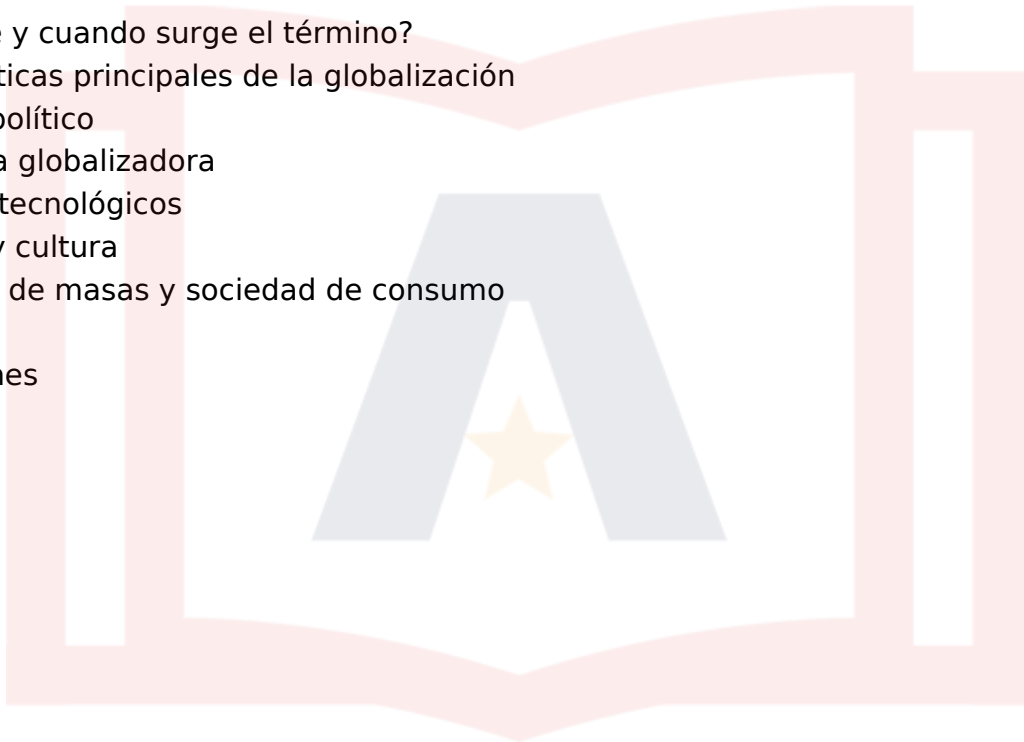 y cuando surge el término?
ticas principales de la globalización
político
a globalizadora
tecnológicos
y cultura
de masas y sociedad de consumo
nes